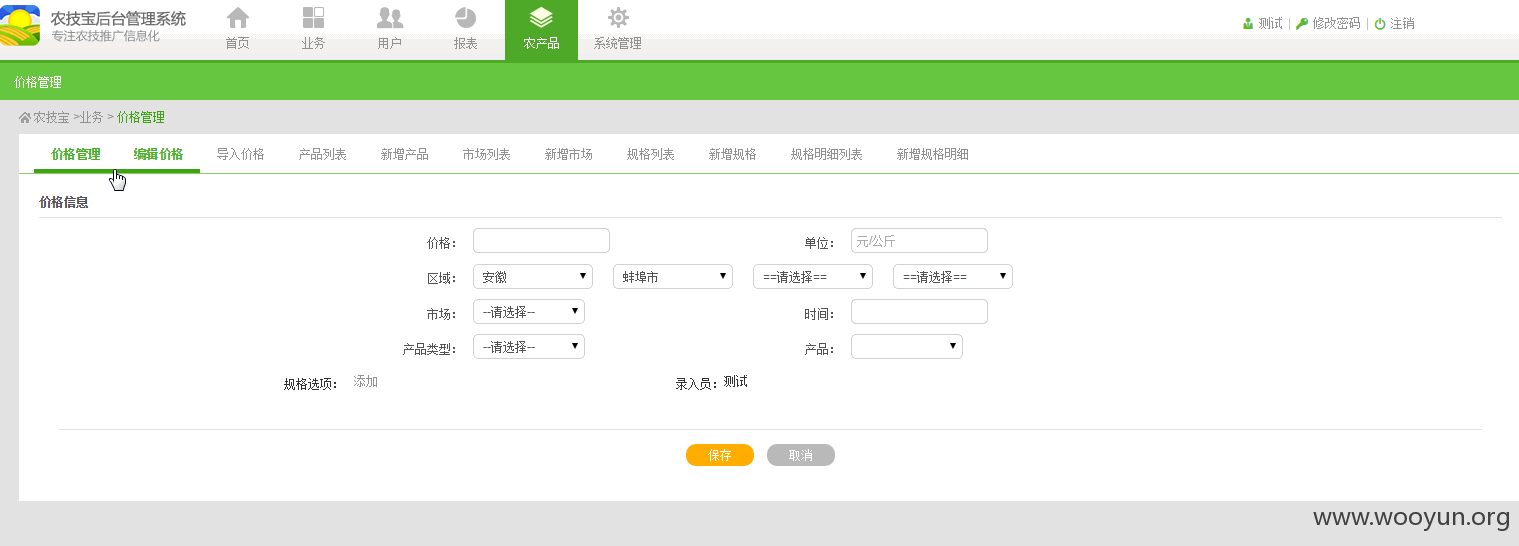 农技宝后台管理系统
专注农技推广信息化
首页 业务 用户 报表 农产品 系统管理
测试 | 修改密码 | 注销
价格管理
农技宝 >业务 > 价格管理
价格管理 编辑价格 导入价格 产品列表 新增产品 市场列表 新增市场 规格列表 新增规格 规格明细列表 新增规格明细
价格信息
价格： 单位： 元/公斤
区域： 安徽 蚌埠市 ==请选择== ==请选择==
市场： --请选择-- 时间：
产品类型： --请选择-- 产品：
规格选项： 添加 录入员：测试
保存 取消
www.wooyun.org